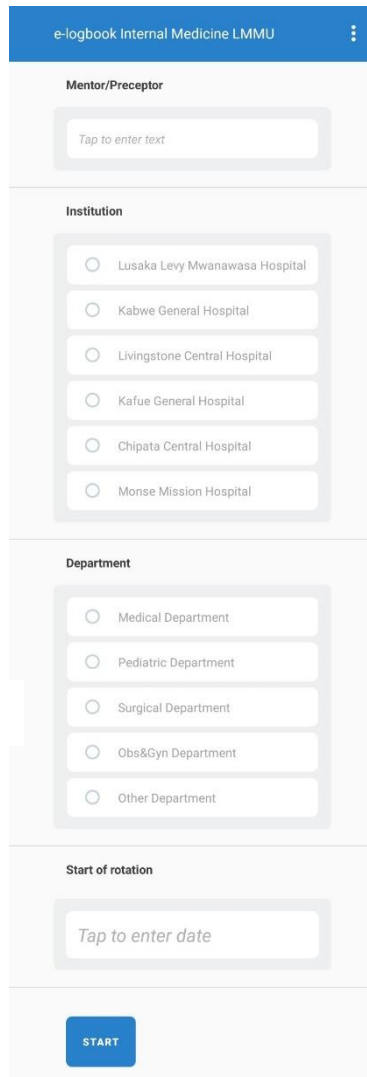 e-logbook Internal Medicine LMMU
Mentor/Preceptor
Tap to enter text
Institution
Lusaka Levy Mwanawasa Hospital
Kabwe General Hospital
Livingstone Central Hospital
Kafue General Hospital
Chipata Central Hospital
Monse Mission Hospital
Department
Medical Department
Pediatric Department
Surgical Department
Obs&Gyn Department
Other Department
Start of rotation
Tap to enter date
START